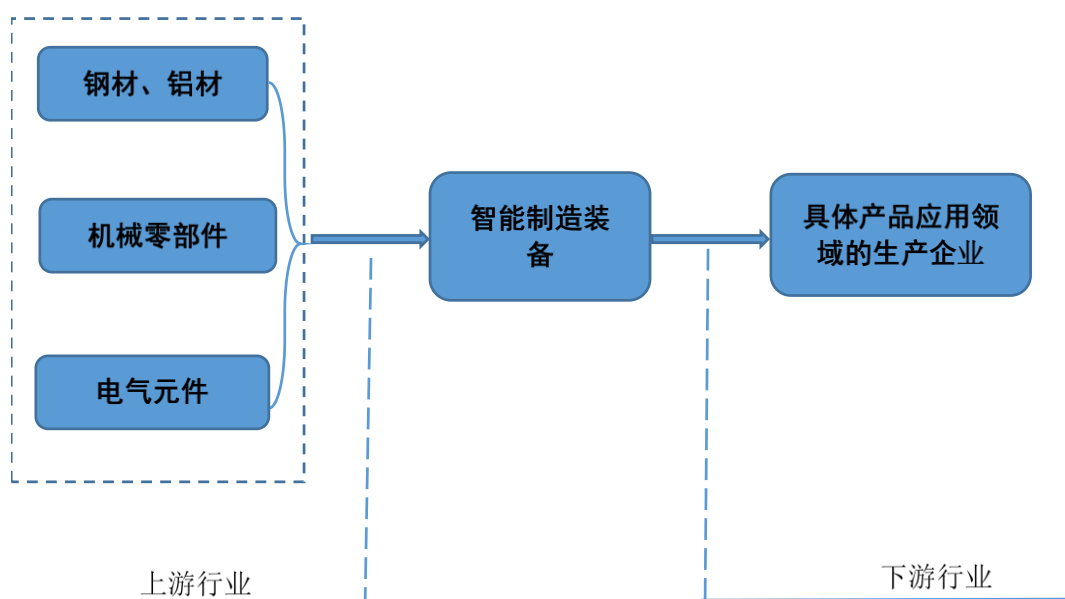 钢材、铝材
机械零部件
电气元件
智能制造装
备
具体产品应用领
域的生产企业
上游行业
下游行业